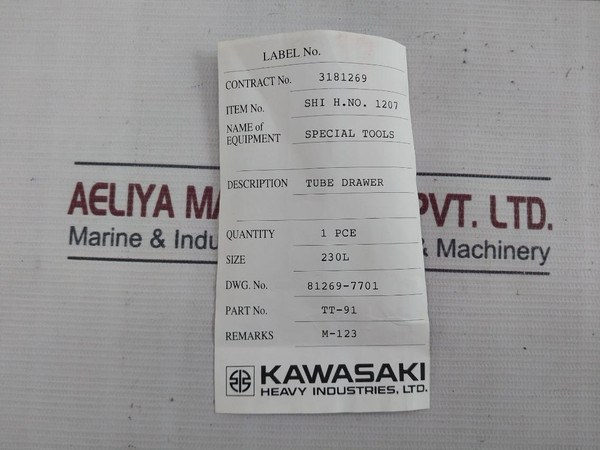 LABEL No.
CONTRACT No. 3181269
ITEM No. SHI H.NO. 1207
NAME of EQUIPMENT SPECIAL TOOLS
DESCRIPTION TUBE DRAWER
QUANTITY 1 PCE
SIZE 230L
DWG. No. 81269-7701
PART No. TT-91
REMARKS M-123
KAWASAKI
HEAVY INDUSTRIES, LTD.
AELIYA MA PVT. LTD.
Marine & Indu & Machinery